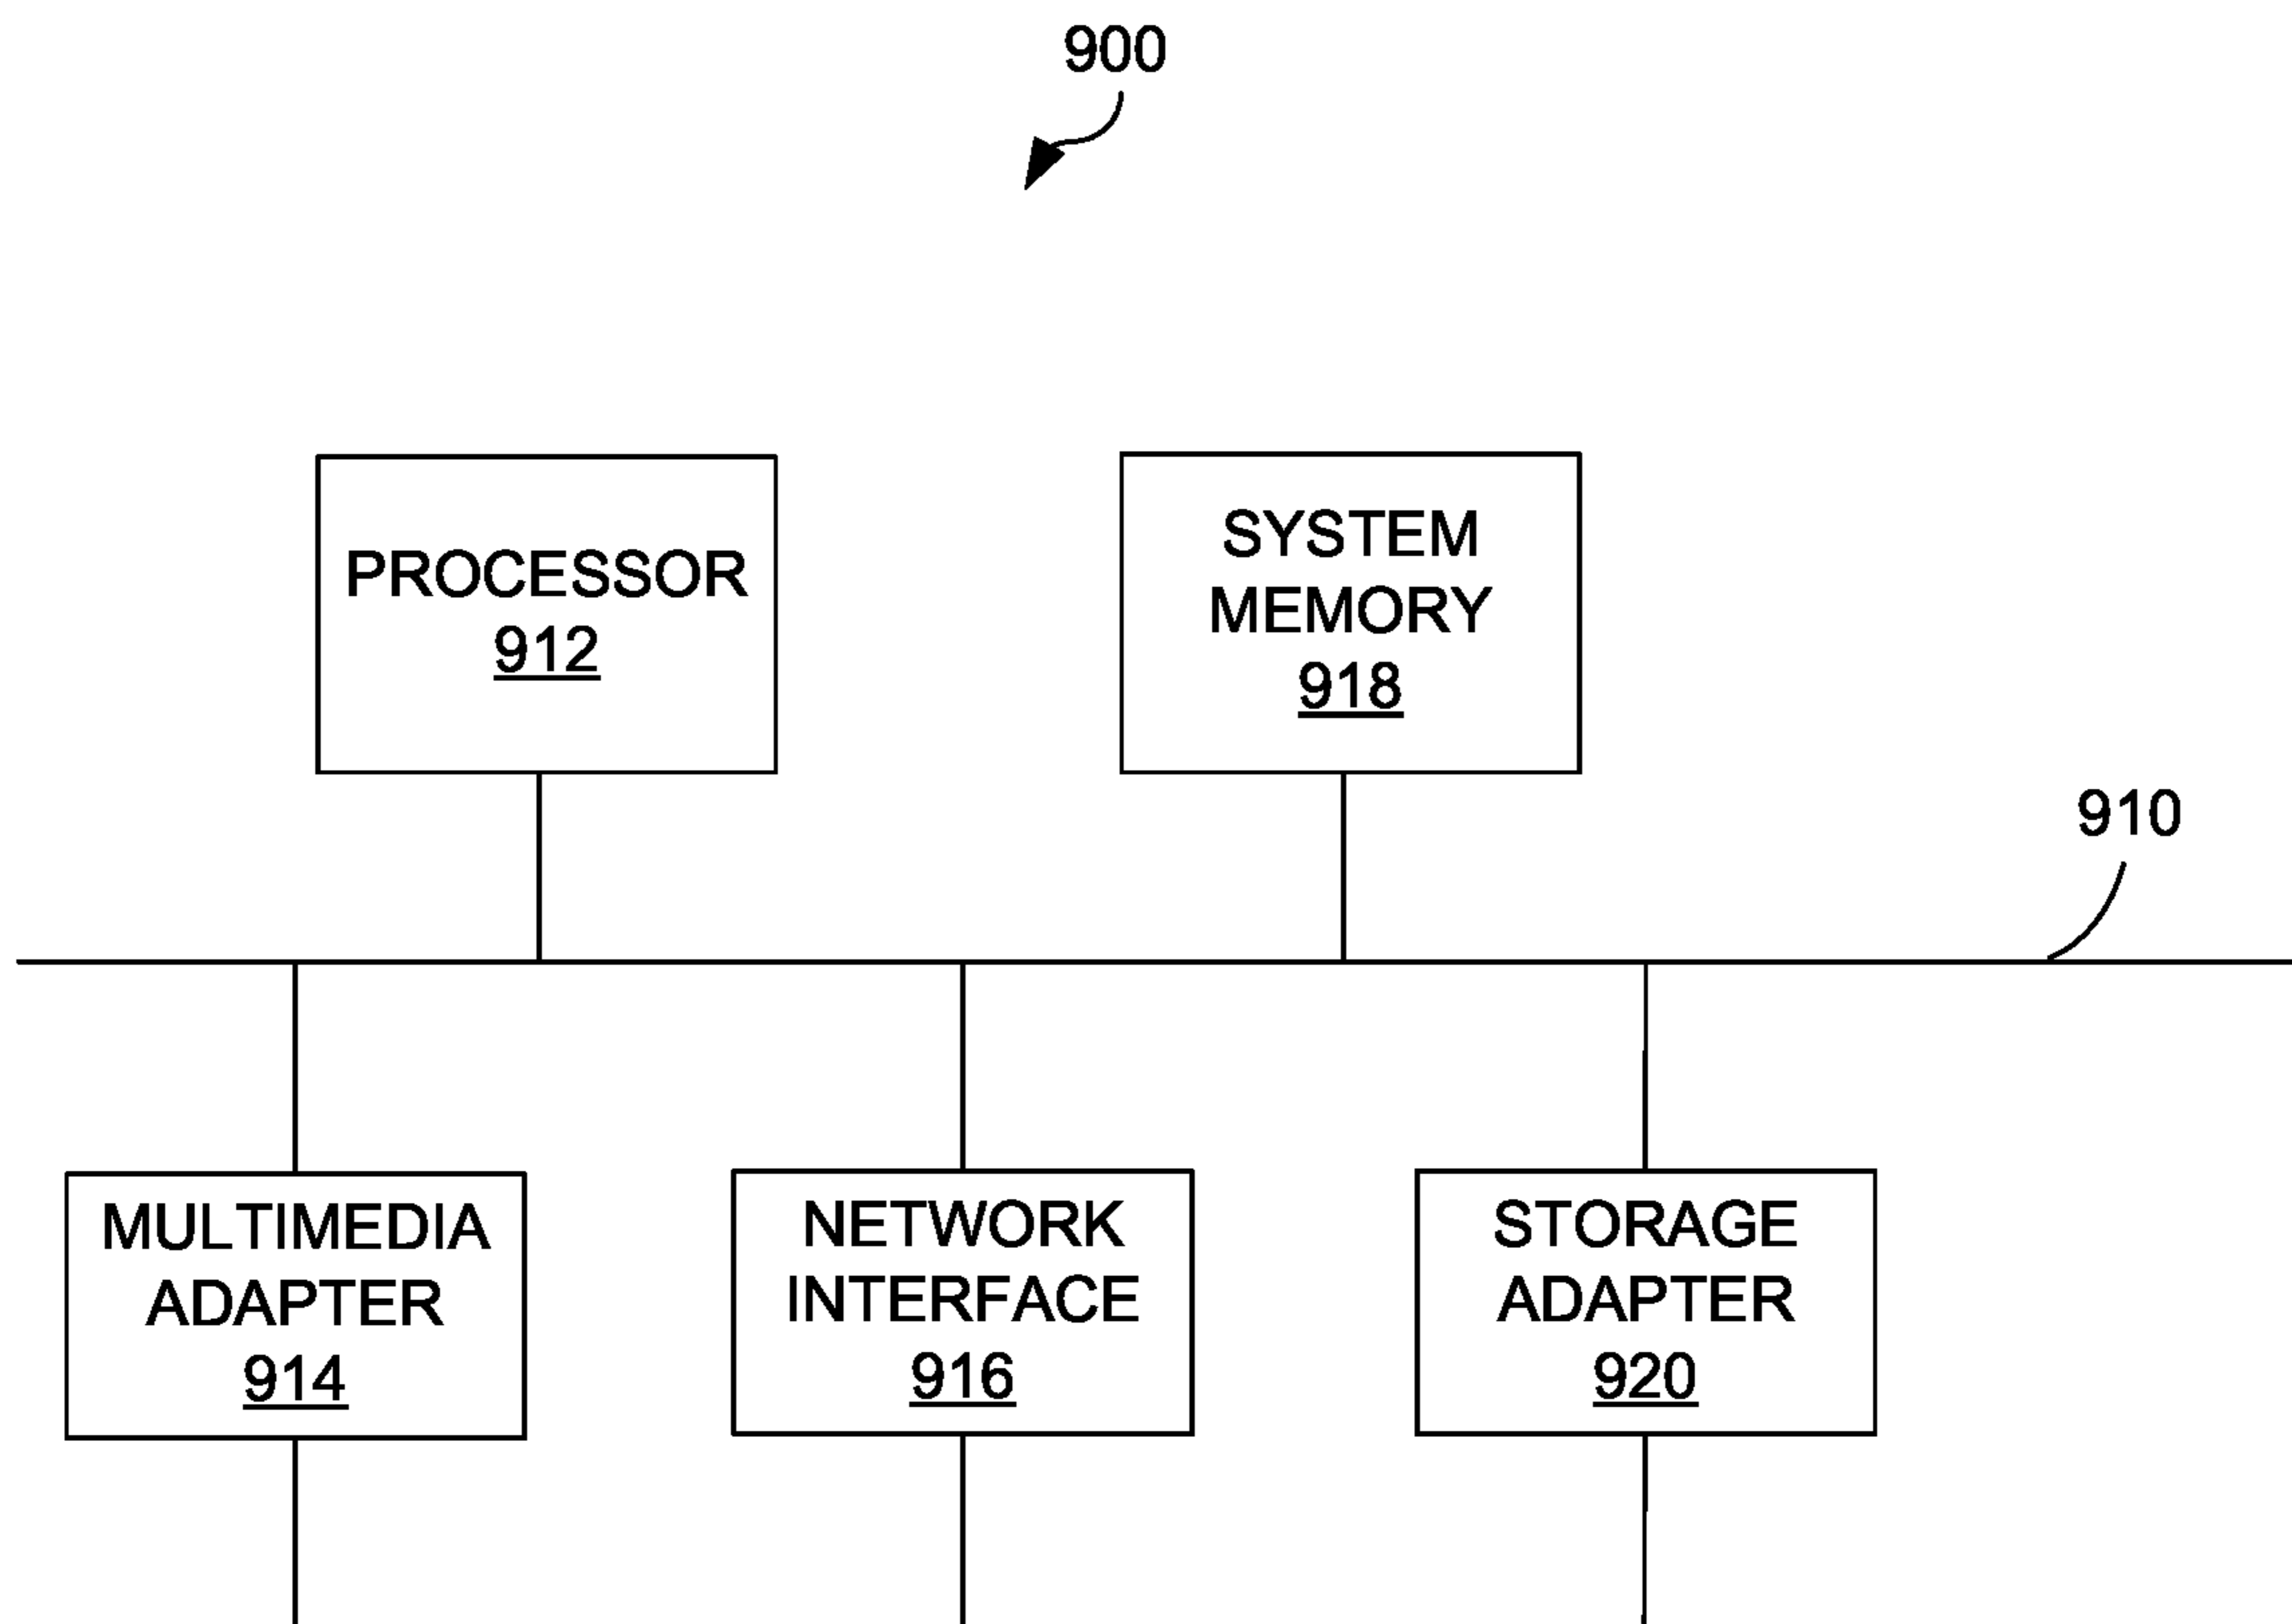 900
PROCESSOR
912
SYSTEM
MEMORY
918
910
MULTIMEDIA
ADAPTER
914
NETWORK
INTERFACE
916
STORAGE
ADAPTER
920